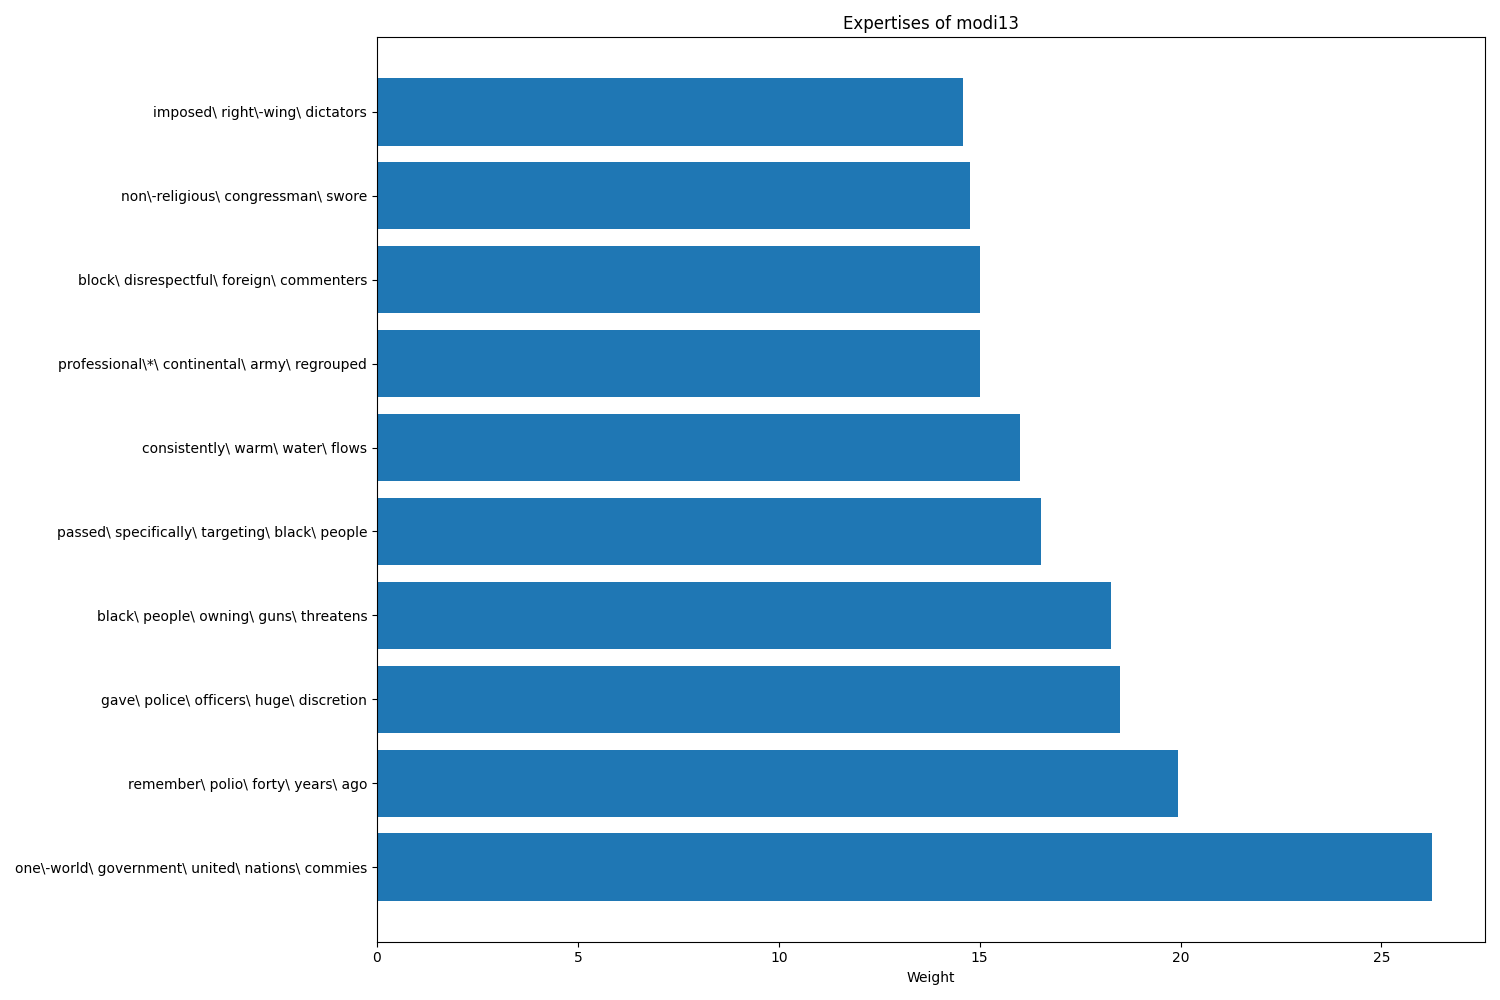 Expertises of modi13
imposed\ right\-wing\ dictators
non\-religious\ congressman\ swore
block\ disrespectful\ foreign\ commenters
professional\*\ continental\ army\ regrouped
consistently\ warm\ water\ flows
passed\ specifically\ targeting\ black\ people
black\ people\ owning\ guns\ threatens
gave\ police\ officers\ huge\ discretion
remember\ polio\ forty\ years\ ago
one\-world\ government\ united\ nations\ commies
0 5 10 15 20 25
Weight